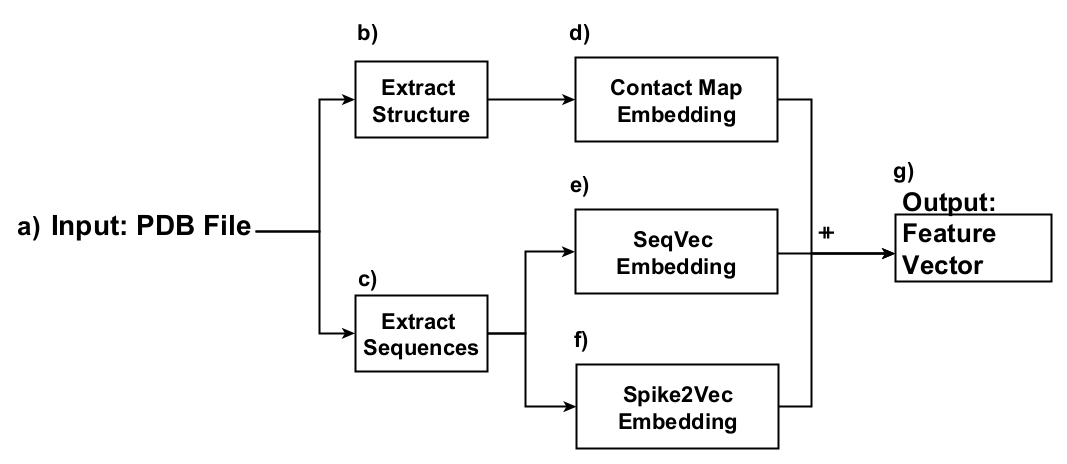 a) Input: PDB File
b)
Extract
Structure
c)
Extract
Sequences
d)
Contact Map
Embedding
e)
SeqVec
Embedding
f)
Spike2Vec
Embedding
⧺
g)
Output:
Feature
Vector